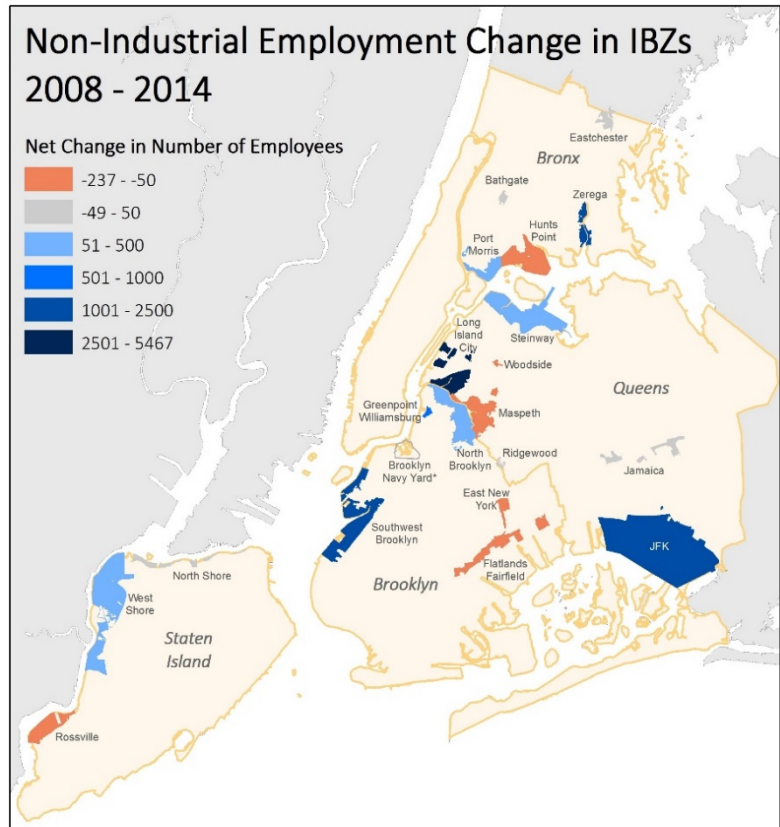 Non-Industrial Employment Change in IBZs
2008 - 2014
Net Change in Number of Employees
-237 - -50
-49 - 50
51 - 500
501 - 1000
1001 - 2500
2501 - 5467
Eastchester
Bronx
Bathgate
Zerega
Hunts
Point
Port
Morris
Long
Island
City
Steinway
Woodside
Queens
Greenpoint
Williamsburg
Maspeth
North
Brooklyn
Ridgewood
Brooklyn
Navy Yard*
Jamaica
East New
York
Southwest
Brooklyn
JFK
Flatlands
Fairfield
Brooklyn
North Shore
West
Shore
Staten
Island
Rossville